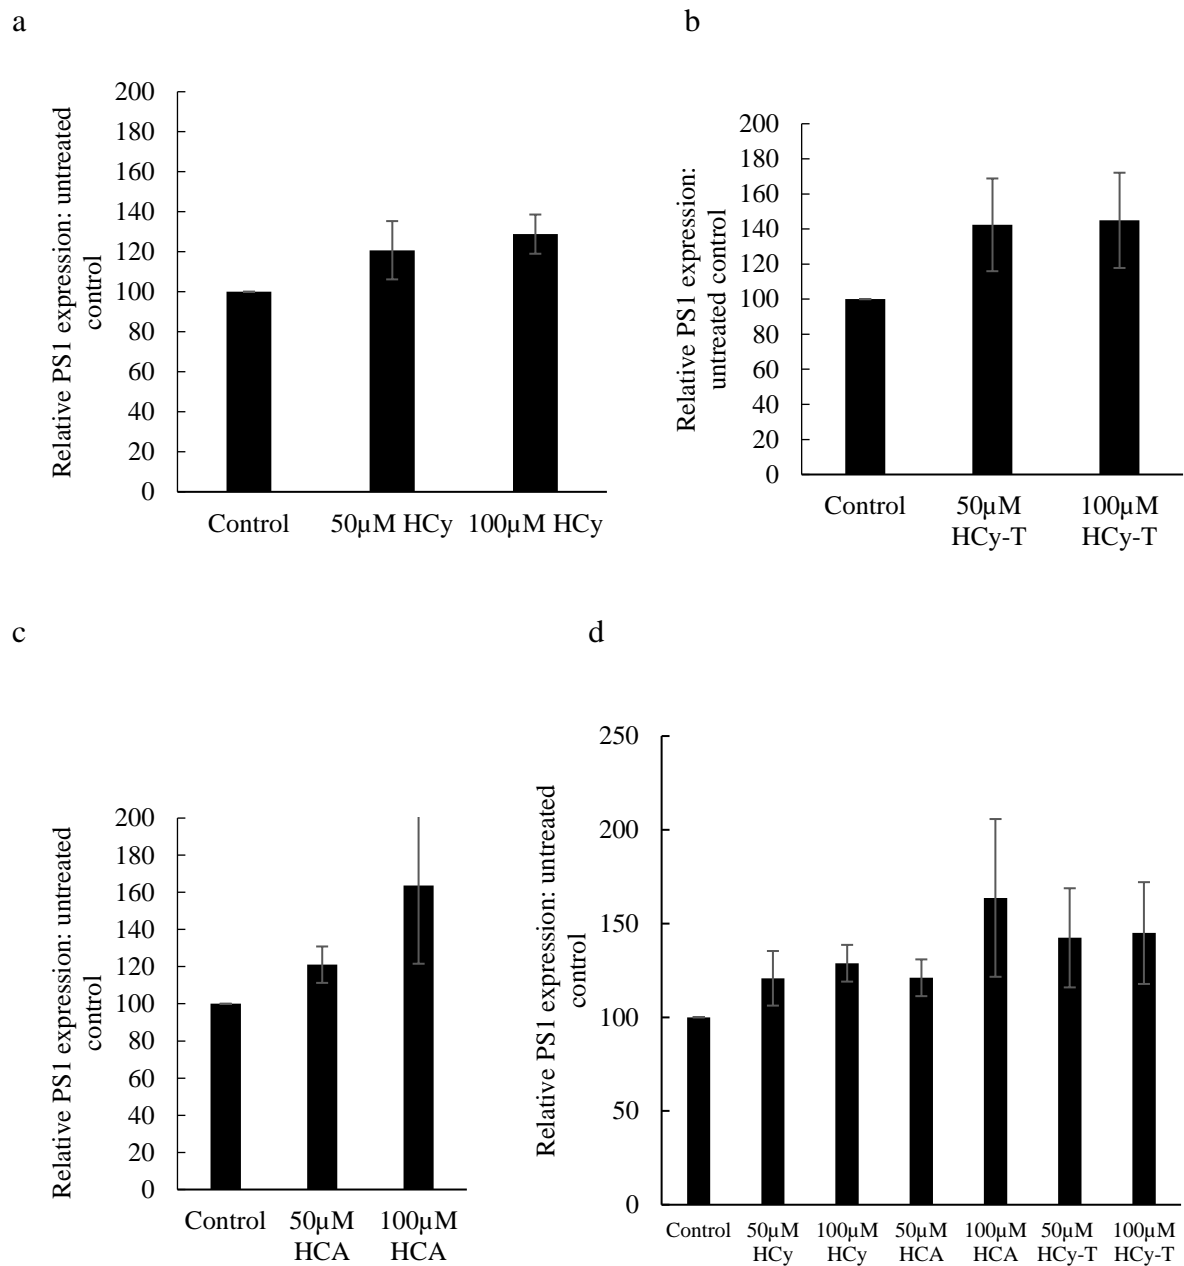 a
Relative PS1 expression: untreated
control
200
180
160
140
120
100
80
60
40
20
0
Control 50µM HCy 100µM HCy
b
Relative PS1 expression:
untreated control
200
180
160
140
120
100
80
60
40
20
0
Control 50µM 100µM
HCy-T HCy-T
c
Relative PS1 expression: untreated
control
200
180
160
140
120
100
80
60
40
20
0
Control 50µM 100µM
HCA HCA
d
Relative PS1 expression: untreated
control
250
200
150
100
50
0
Control 50µM 100µM 50µM 100µM 50µM 100µM
HCy HCy HCA HCA HCy-T HCy-T